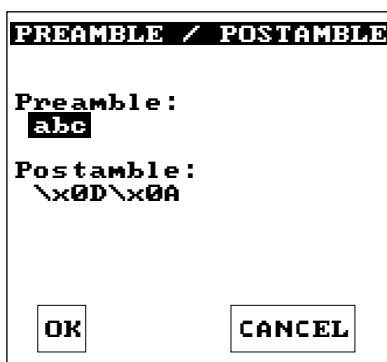 PREAMBLE / POSTAMBLE
Preamble:
abc
Postamble:
\x0D\x0A
OK
CANCEL